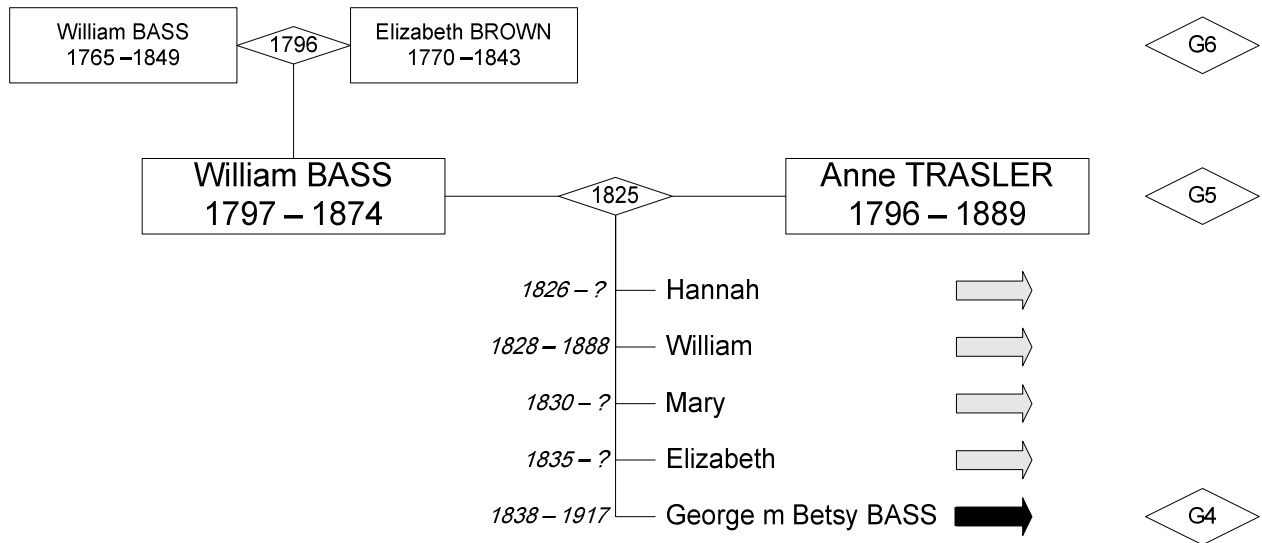 William BASS
1765 –1849
1796
Elizabeth BROWN
1770 –1843
G6
William BASS
1797 – 1874
1825
Anne TRASLER
1796 – 1889
G5
1826 – ? Hannah
1828 – 1888 William
1830 – ? Mary
1835 – ? Elizabeth
1838 – 1917 George m Betsy BASS
G4